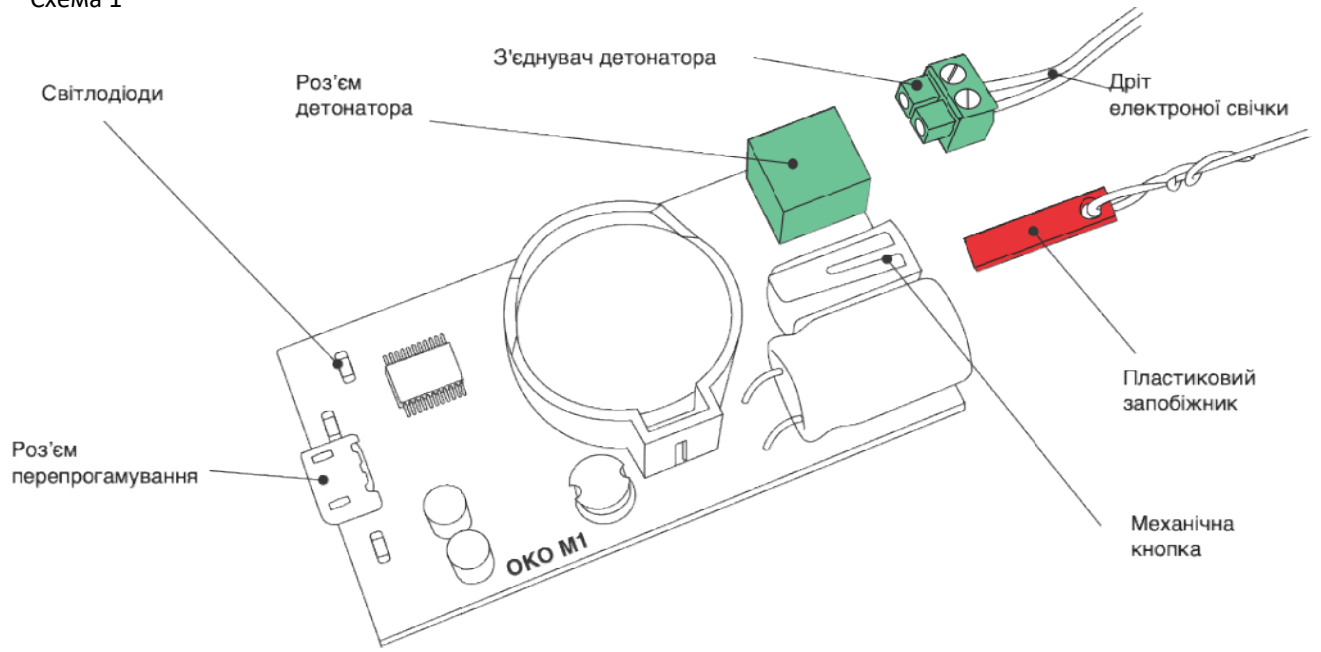 Схема 1
З'єднувач детонатора
Роз’єм
детонатора
Світлодіоди
Дріт
електроної свічки
Пластиковий
запобіжник
Роз’єм
перепрогамування
Механічна
кнопка
ОКО М1